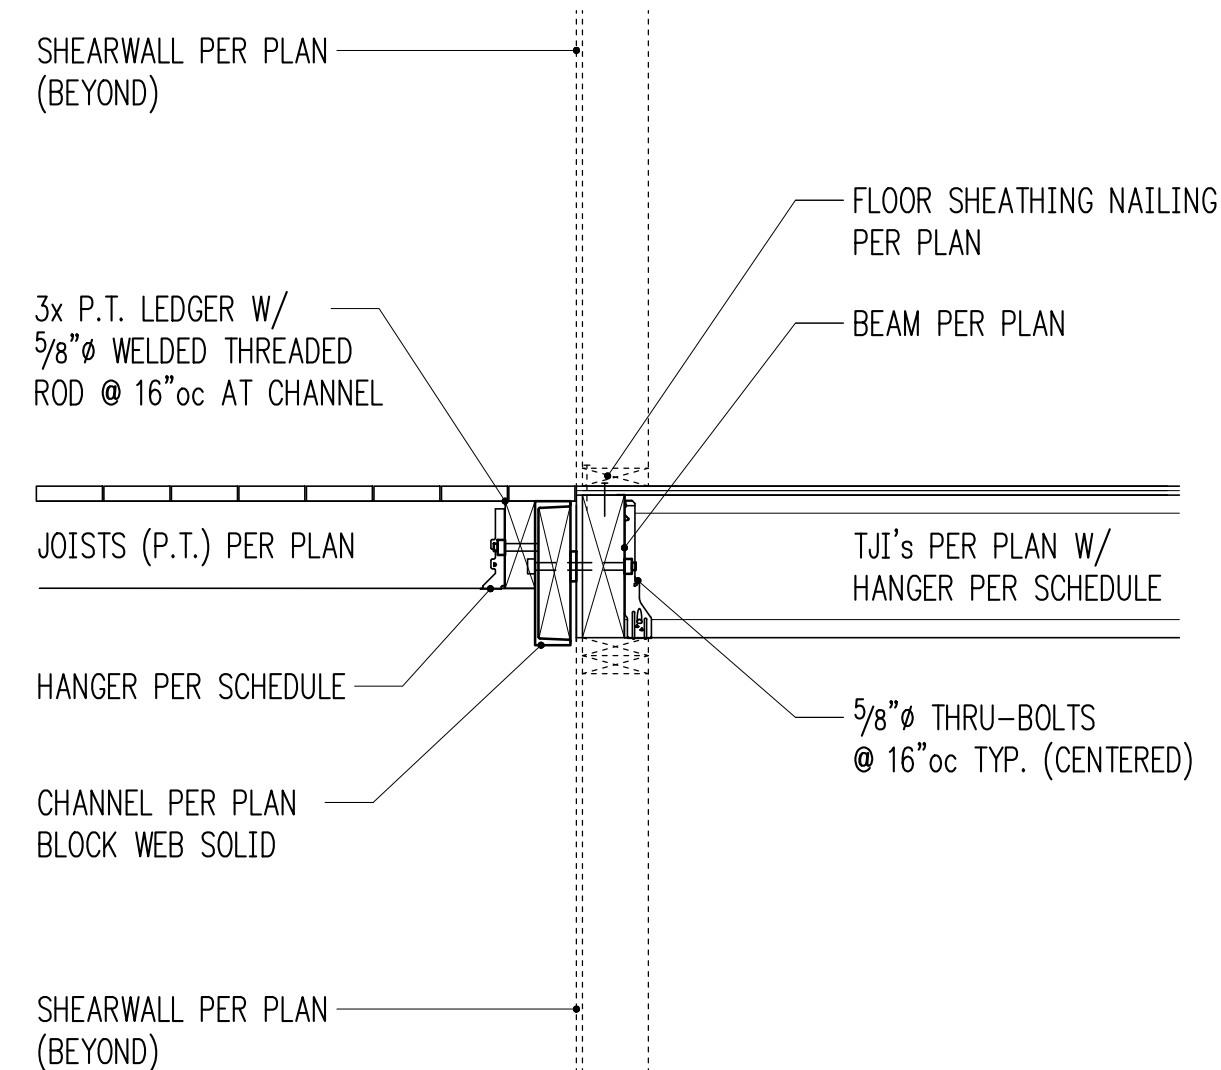 SHEARWALL PER PLAN
(BEYOND)
FLOOR SHEATHING NAILING
PER PLAN
3x P.T. LEDGER W/
5/8"ø WELDED THREADED
ROD @ 16"oc AT CHANNEL
BEAM PER PLAN
JOISTS (P.T.) PER PLAN
TJI's PER PLAN W/
HANGER PER SCHEDULE
HANGER PER SCHEDULE
5/8"ø THRU-BOLTS
@ 16"oc TYP. (CENTERED)
CHANNEL PER PLAN
BLOCK WEB SOLID
SHEARWALL PER PLAN
(BEYOND)